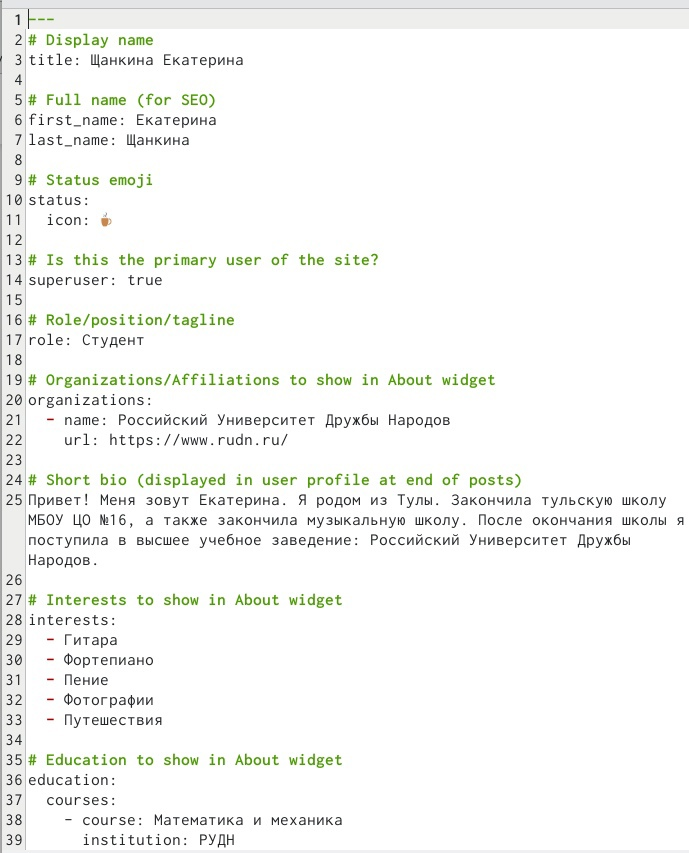 1 ---
2 # Display name
3 title: Щанкина Екатерина
4
5 # Full name (for SEO)
6 first_name: Екатерина
7 last_name: Щанкина
8
9 # Status emoji
10 status:
11   icon: ☕
12
13 # Is this the primary user of the site?
14 superuser: true
15
16 # Role/position/tagline
17 role: Студент
18
19 # Organizations/Affiliations to show in About widget
20 organizations:
21   - name: Российский Университет Дружбы Народов
22     url: https://www.rudn.ru/
23
24 # Short bio (displayed in user profile at end of posts)
25 Привет! Меня зовут Екатерина. Я родом из Тулы. Закончила тульскую школу
МБОУ ЦО №16, а также закончила музыкальную школу. После окончания школы я
поступила в высшее учебное заведение: Российский Университет Дружбы
Народов.
26
27 # Interests to show in About widget
28 interests:
29   - Гитара
30   - Фортепиано
31   - Пение
32   - Фотографии
33   - Путешествия
34
35 # Education to show in About widget
36 education:
37   courses:
38     - course: Математика и механика
39       institution: РУДН